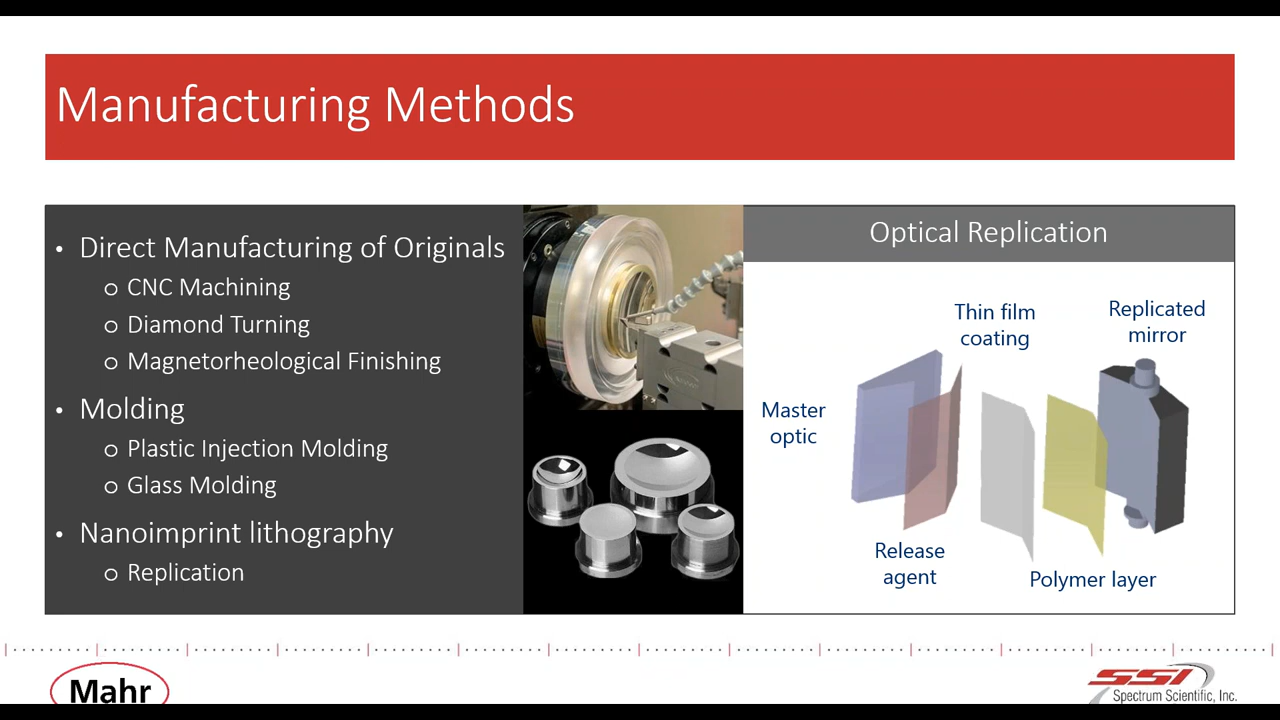 Manufacturing Methods
• Direct Manufacturing of Originals
o CNC Machining
o Diamond Turning
o Magnetorheological Finishing
• Molding
o Plastic Injection Molding
o Glass Molding
• Nanoimprint lithography
o Replication
Optical Replication
Thin film
coating
Replicated
mirror
Master
optic
Release
agent
Polymer layer
Mahr
SSI
Spectrum Scientific, Inc.